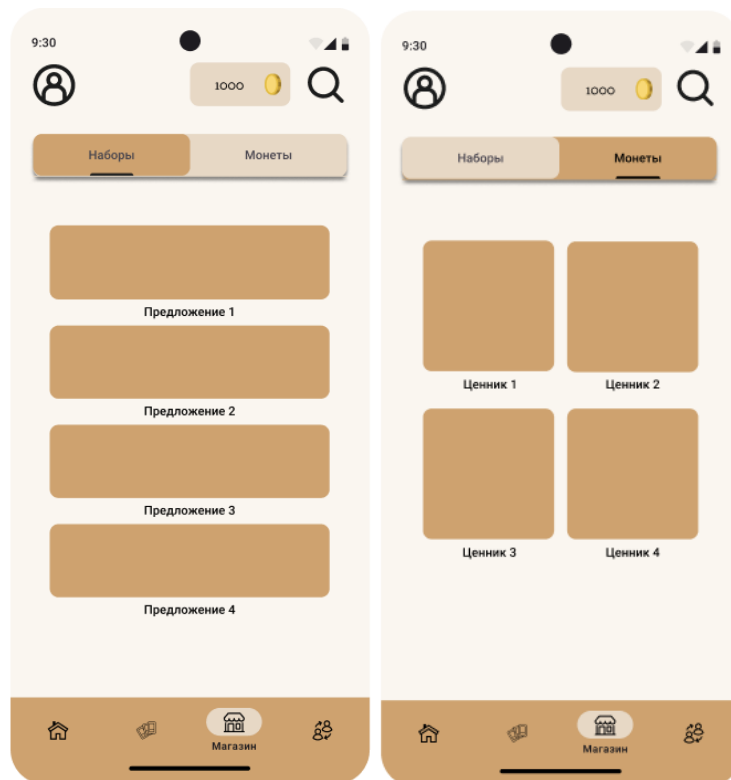 9:30
1000
Наборы
Монеты
Предложение 1
Предложение 2
Предложение 3
Предложение 4
Магазин
9:30
1000
Наборы
Монеты
Ценник 1
Ценник 2
Ценник 3
Ценник 4
Магазин